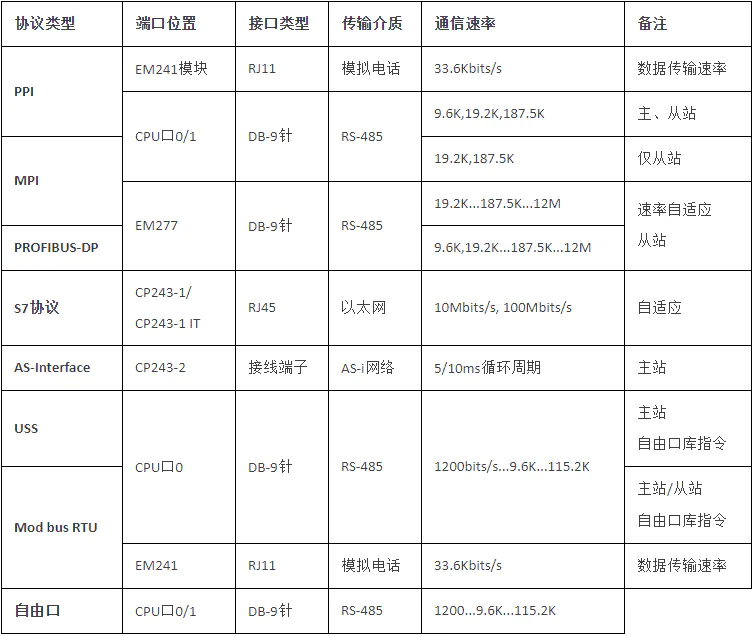 协议类型 端口位置 接口类型 传输介质 通信速率 备注
PPI EM241模块 RJ11 模拟电话 33.6Kbits/s 数据传输速率
CPU口0/1 DB-9针 RS-485 9.6K,19.2K,187.5K 主、从站
MPI 19.2K,187.5K 仅从站
EM277 DB-9针 RS-485 19.2K...187.5K...12M 速率自适应
从站
PROFIBUS-DP 9.6K,19.2K...187.5K...12M
S7协议 CP243-1/
CP243-1 IT RJ45 以太网 10Mbits/s, 100Mbits/s 自适应
AS-Interface CP243-2 接线端子 AS-i网络 5/10ms循环周期 主站
USS CPU口0 DB-9针 RS-485 1200bits/s...9.6K...115.2K 主站
自由口库指令
Mod bus RTU 主站/从站
自由口库指令
EM241 RJ11 模拟电话 33.6Kbits/s 数据传输速率
自由口 CPU口0/1 DB-9针 RS-485 1200...9.6K...115.2K